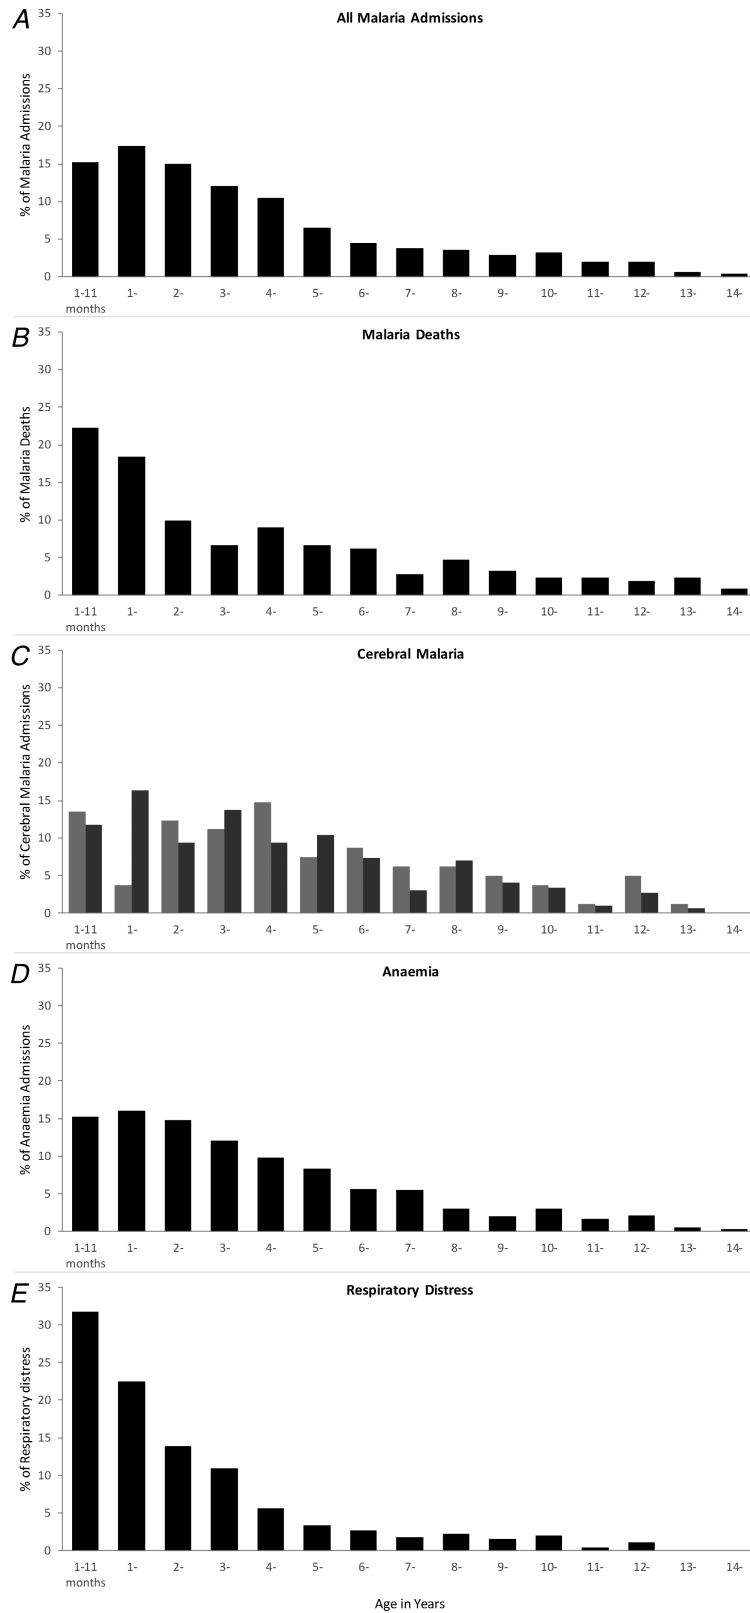 A
All Malaria Admissions
% of Malaria Admissions
35
30
25
20
15
10
5
0
1-11 months 1- 2- 3- 4- 5- 6- 7- 8- 9- 10- 11- 12- 13- 14-
B
Malaria Deaths
% of Malaria Deaths
35
30
25
20
15
10
5
0
1-11 months 1- 2- 3- 4- 5- 6- 7- 8- 9- 10- 11- 12- 13- 14-
C
Cerebral Malaria
% of Cerebral Malaria Admissions
35
30
25
20
15
10
5
0
1-11 months 1- 2- 3- 4- 5- 6- 7- 8- 9- 10- 11- 12- 13- 14-
D
Anaemia
% of Anaemia Admissions
35
30
25
20
15
10
5
0
1-11 months 1- 2- 3- 4- 5- 6- 7- 8- 9- 10- 11- 12- 13- 14-
E
Respiratory Distress
% of Respiratory distress
35
30
25
20
15
10
5
0
1-11 months 1- 2- 3- 4- 5- 6- 7- 8- 9- 10- 11- 12- 13- 14-
Age in Years